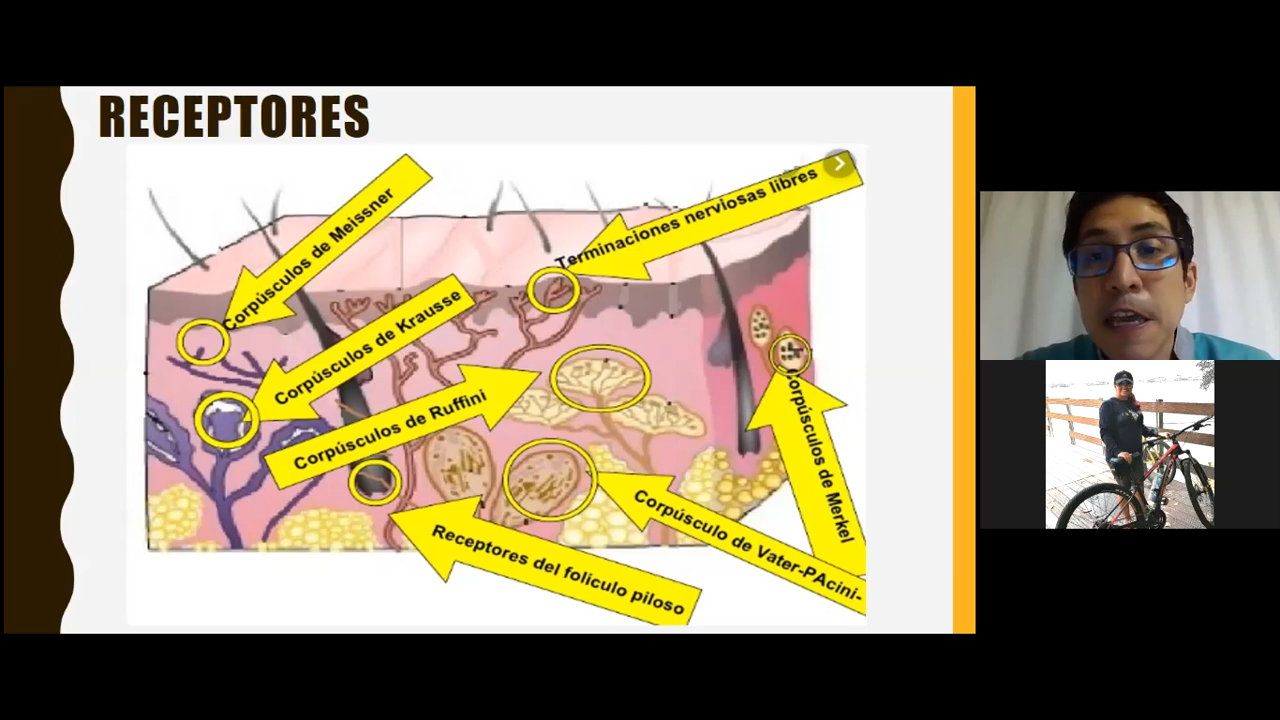 RECEPTORES
Corpúsculos de Meissner
Terminaciones nerviosas libres
Corpúsculos de Krausse
Corpúsculos de Ruffini
Corpúsculos de Merkel
Corpúsculo de Vater-PAcini-
Receptores del folículo piloso